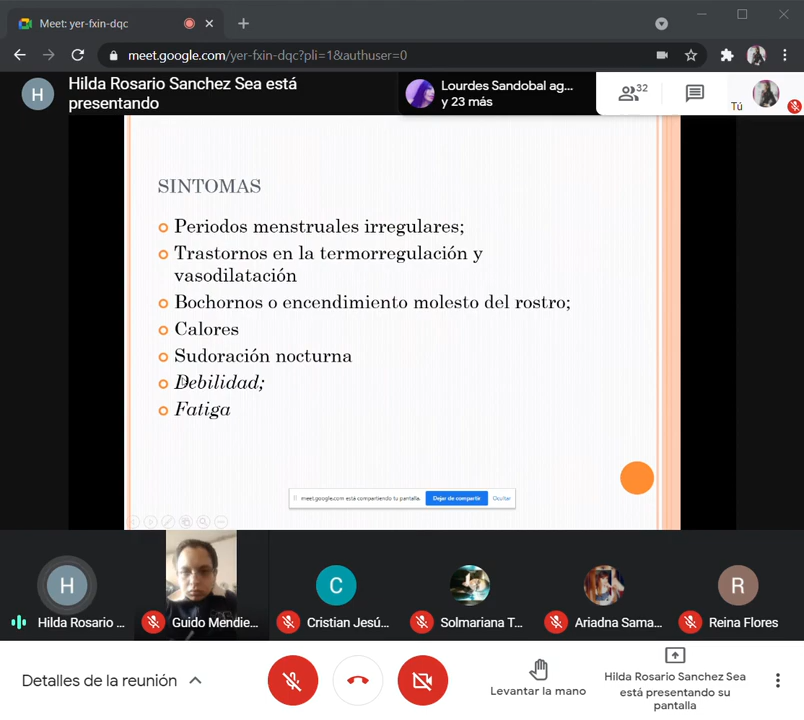 Meet: yer-fxin-dqc
meet.google.com/yer-fxin-dqc?pli=1&authuser=0
H
Hilda Rosario Sanchez Sea está
presentando
Lourdes Sandobal ag...
y 23 más
32
Tú
SINTOMAS
Periodos menstruales irregulares;
Trastornos en la termorregulación y
vasodilatación
Bochornos o encendimiento molesto del rostro;
Calores
Sudoración nocturna
Debilidad;
Fatiga
meet.google.com está compartiendo tu pantalla.
Dejar de compartir
Ocultar
H
C
R
Hilda Rosario ...
Guido Mendie...
Cristian Jesú...
Solmariana T...
Ariadna Sama...
Reina Flores
Detalles de la reunión
Levantar la mano
Hilda Rosario Sanchez Sea
está presentando su
pantalla